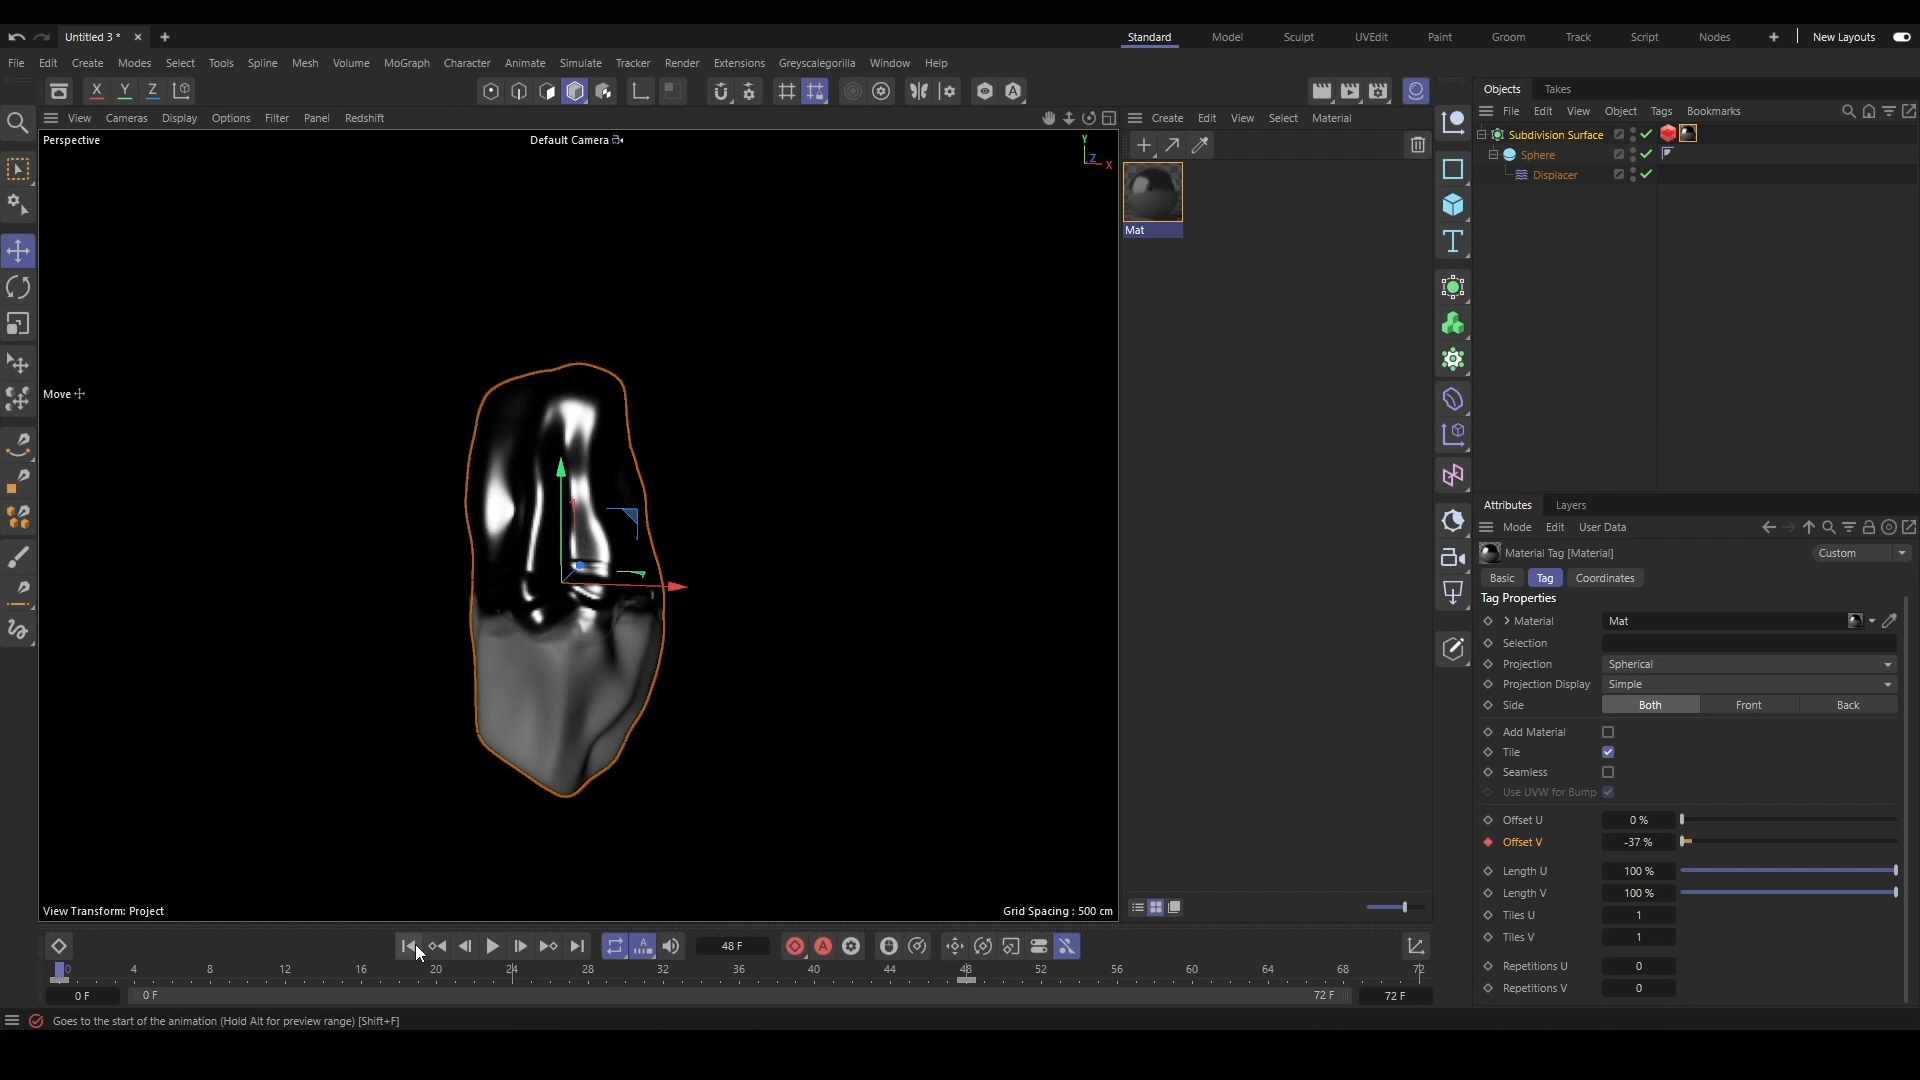 Untitled 3 *
Standard Model Sculpt UVEdit Paint Groom Track Script Nodes New Layouts
File Edit Create Modes Select Tools Spline Mesh Volume MoGraph Character Animate Simulate Tracker Render Extensions Greyscalegorilla Window Help
X Y Z
View Cameras Display Options Filter Panel Redshift
Perspective
Default Camera
Y
Z
X
Move
View Transform: Project
Grid Spacing : 500 cm
Create Edit View Select Material
Mat
Objects Takes
File Edit View Object Tags Bookmarks
Subdivision Surface
Sphere
Displacer
Attributes Layers
Mode Edit User Data
Material Tag [Material]
Custom
Basic Tag Coordinates
Tag Properties
Material Mat
Selection
Projection Spherical
Projection Display Simple
Side Both Front Back
Add Material
Tile
Seamless
Use UVW for Bump
Offset U 0 %
Offset V -37 %
Length U 100 %
Length V 100 %
Tiles U 1
Tiles V 1
Repetitions U 0
Repetitions V 0
48 F
0 4 8 12 16 20 24 28 32 36 40 44 48 52 56 60 64 68 72
0 F 0 F 72 F 72 F
Goes to the start of the animation (Hold Alt for preview range) [Shift+F]